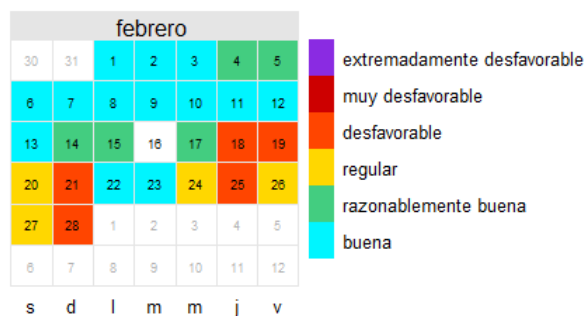 febrero
30 31 1 2 3 4 5
6 7 8 9 10 11 12
13 14 15 16 17 18 19
20 21 22 23 24 25 26
27 28 1 2 3 4 5
6 7 8 9 10 11 12
s d l m m j v
extremadamente desfavorable
muy desfavorable
desfavorable
regular
razonablemente buena
buena